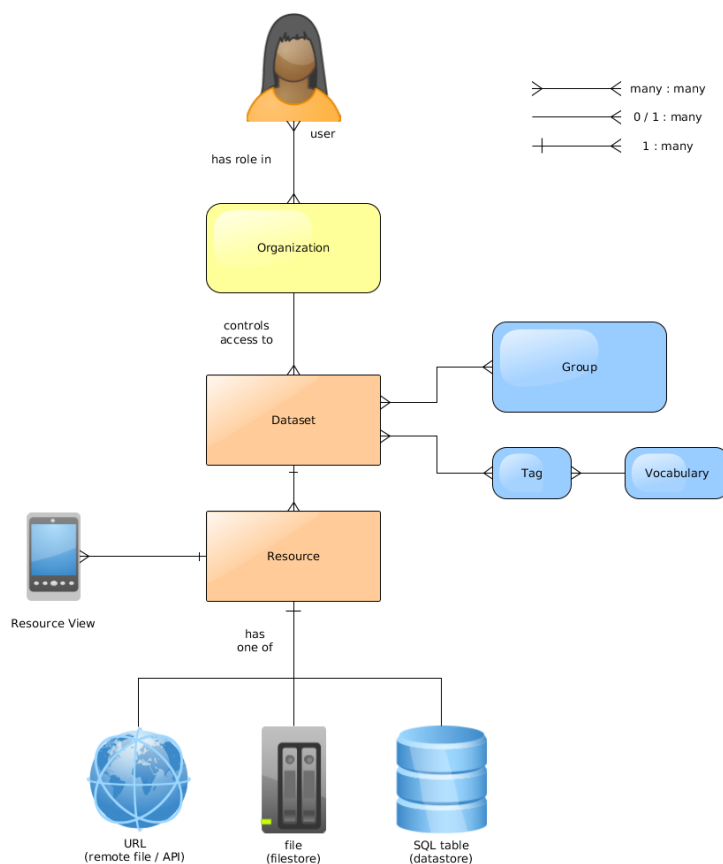 many : many
0 / 1 : many
1 : many
user
has role in
Organization
controls
access to
Group
Dataset
Tag
Vocabulary
Resource
Resource View
has
one of
URL
(remote file / API)
file
(filestore)
SQL table
(datastore)